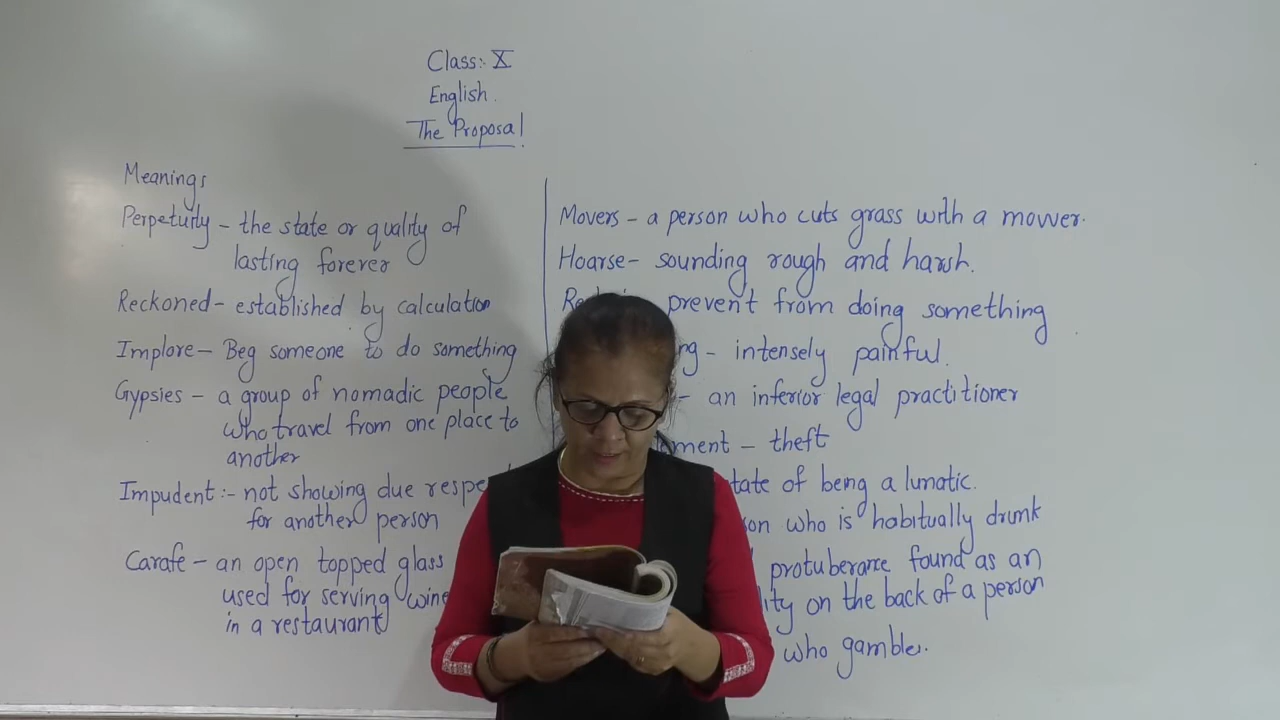 Class:- X
English.
The Proposal
Meanings
Perpetuity - the state or quality of
lasting forever
Reckoned - established by calculation
Implore - Beg someone to do something
Gypsies - a group of nomadic people
who travel from one place to
another
Impudent :- not showing due
for another person
Carafe - an open topped glass
used for serving wine
in a restaurant
Movers - a person who cuts grass with a mower.
Hoarse - sounding rough and harsh.
prevent from doing something
- intensely painful.
- an inferior legal practitioner
- theft
of being a lunatic.
who is habitually drunk
protuberance found as an
on the back of a person
who gambles.